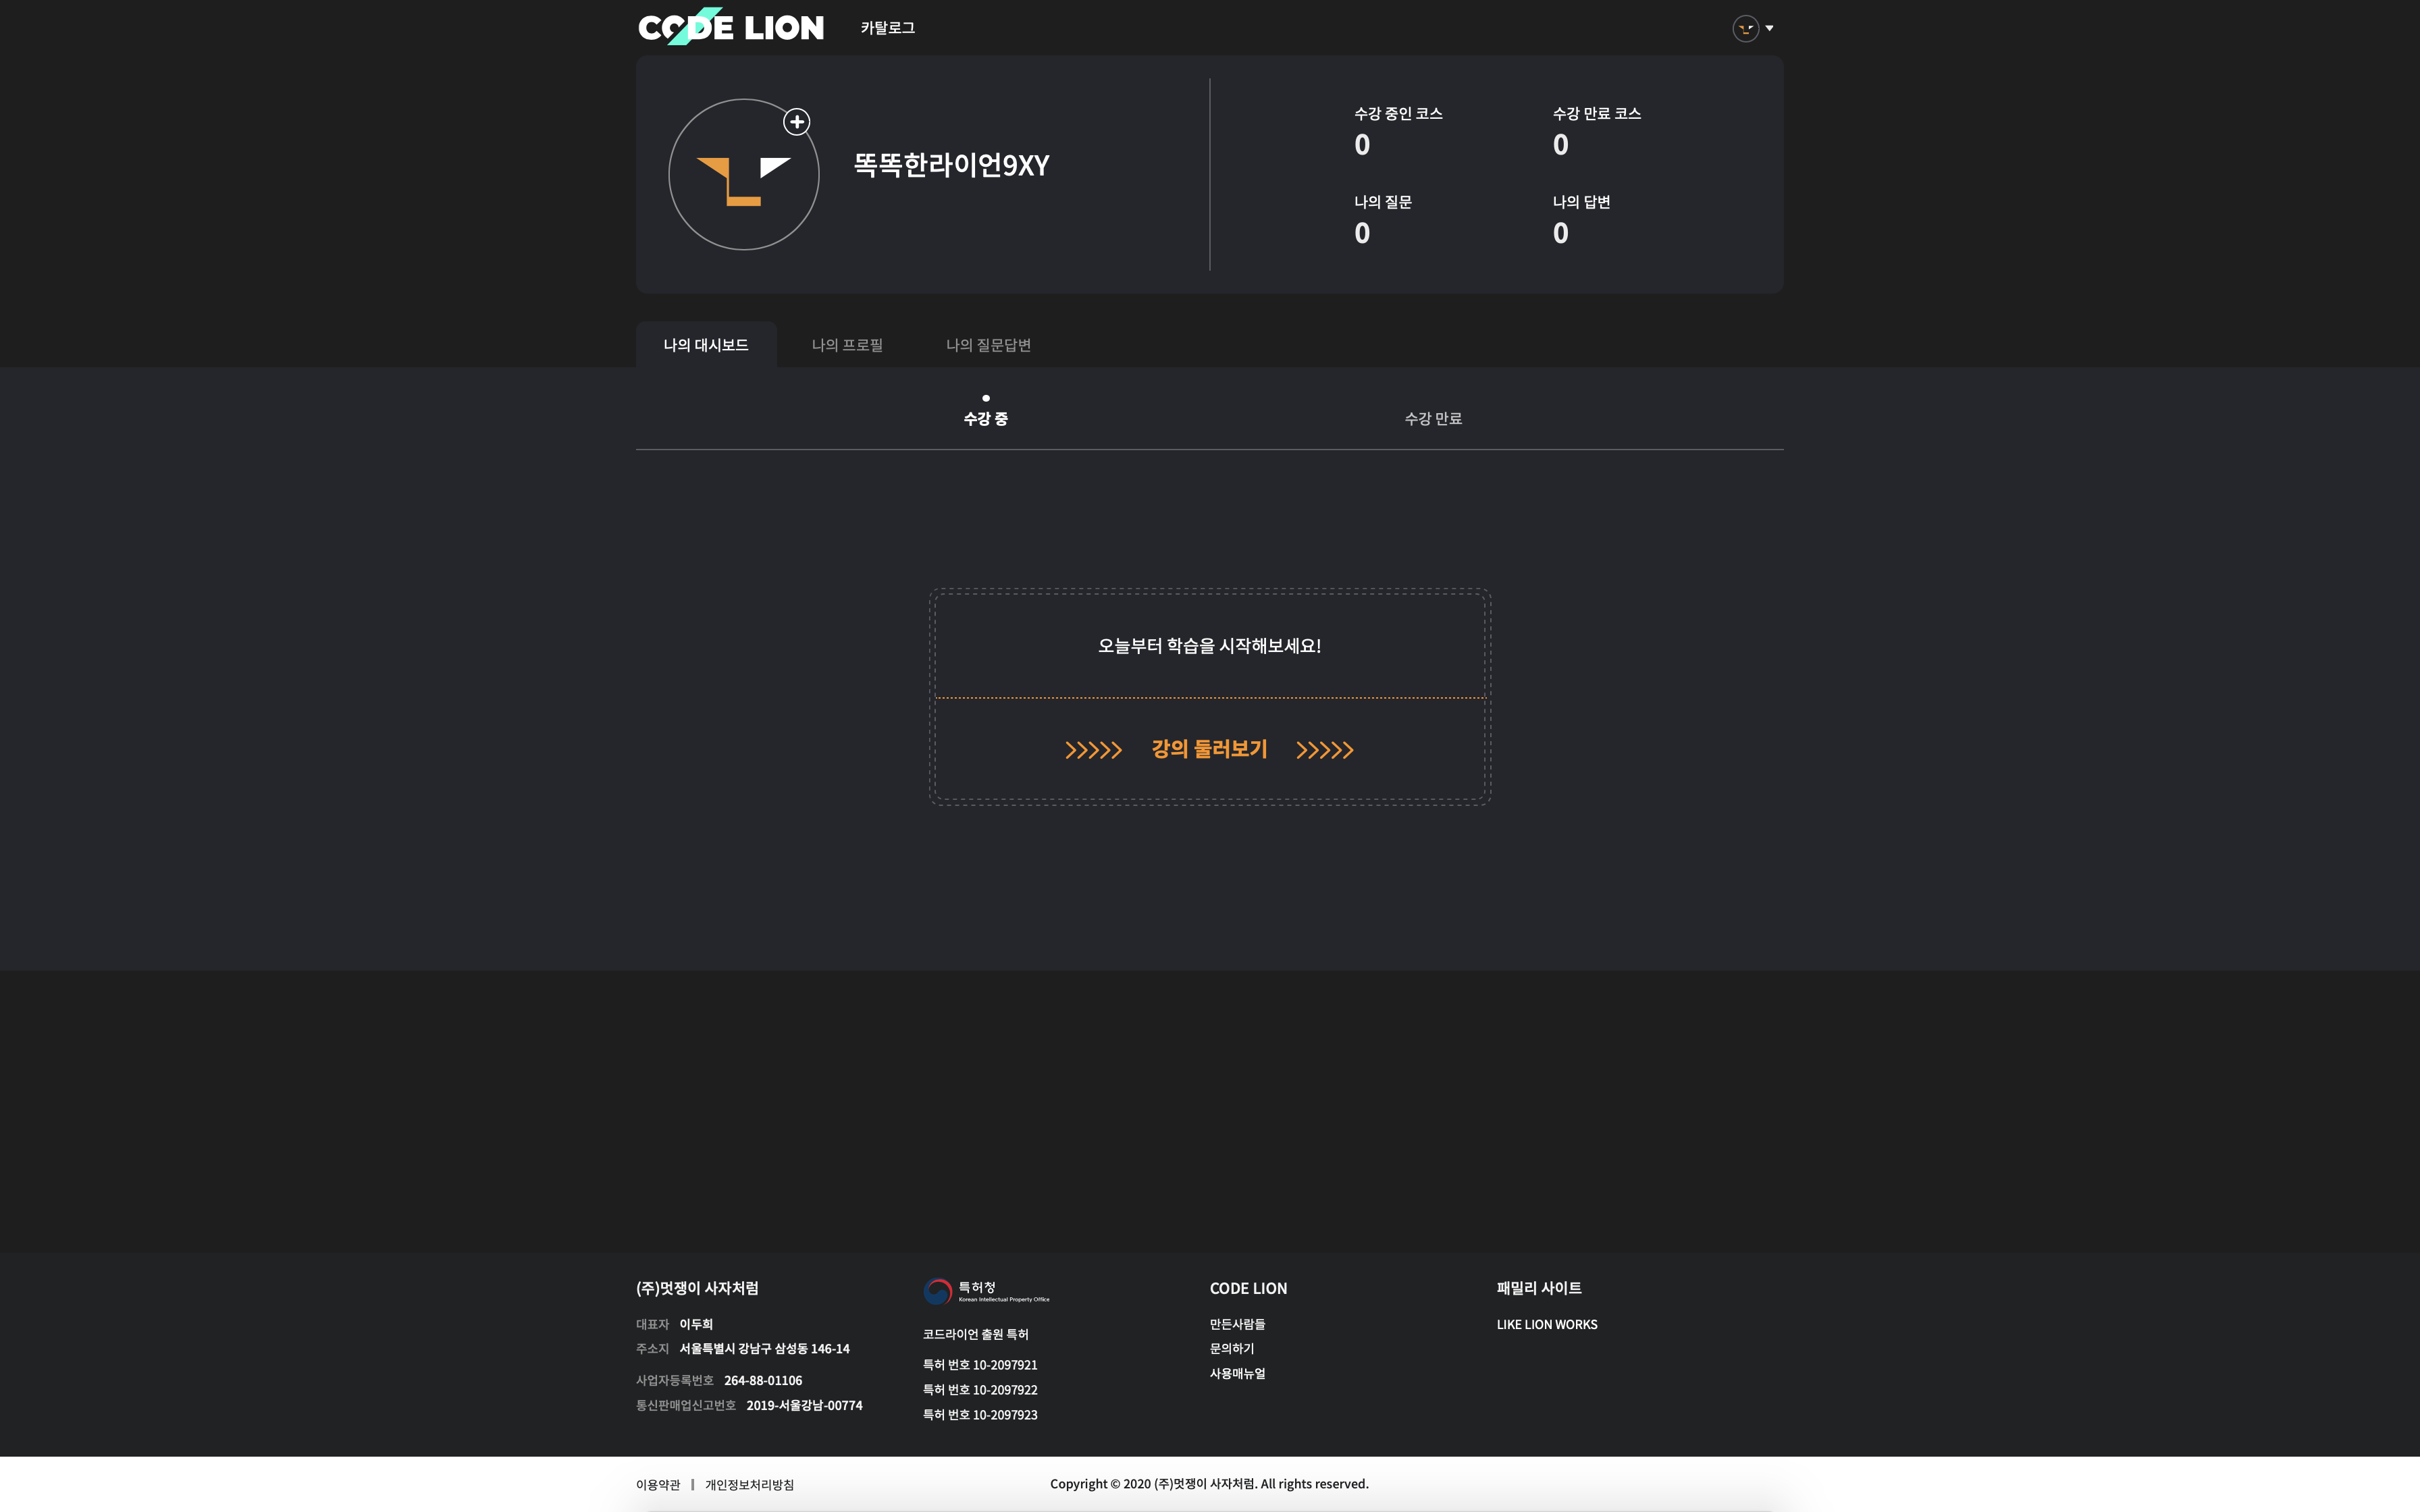 CODE LION
카탈로그
똑똑한라이언9XY
수강 중인 코스
0
수강 만료 코스
0
나의 질문
0
나의 답변
0
나의 대시보드
나의 프로필
나의 질문답변
수강 중
수강 만료
오늘부터 학습을 시작해보세요!
강의 둘러보기
(주)멋쟁이 사자처럼
대표자 이두희
주소지 서울특별시 강남구 삼성동 146-14
사업자등록번호 264-88-01106
통신판매업신고번호 2019-서울강남-00774
특허청
Korean Intellectual Property Office
코드라이언 출원 특허
특허 번호 10-2097921
특허 번호 10-2097922
특허 번호 10-2097923
CODE LION
만든사람들
문의하기
사용매뉴얼
패밀리 사이트
LIKE LION WORKS
이용약관 | 개인정보처리방침
Copyright © 2020 (주)멋쟁이 사자처럼. All rights reserved.